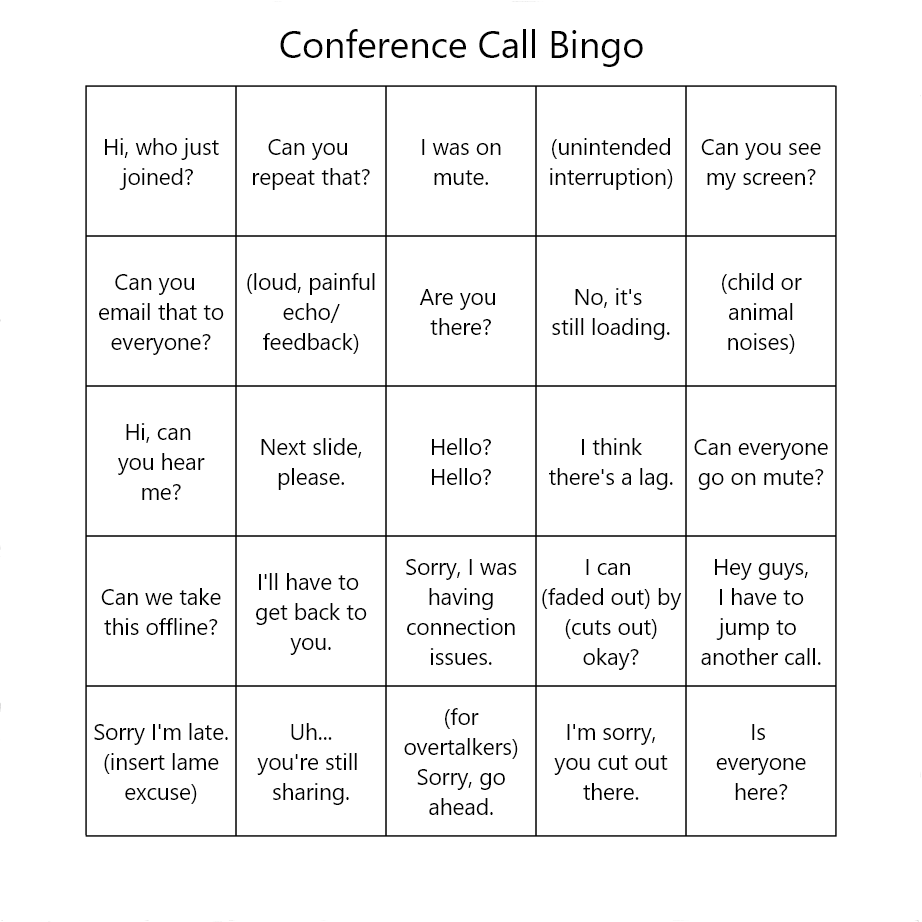 Conference Call Bingo
Hi, who just
joined?
Can you
repeat that?
I was on
mute.
(unintended
interruption)
Can you see
my screen?
Can you
email that to
everyone?
(loud, painful
echo/
feedback)
Are you
there?
No, it's
still loading.
(child or
animal
noises)
Hi, can
you hear
me?
Next slide,
please.
Hello?
Hello?
I think
there's a lag.
Can everyone
go on mute?
Can we take
this offline?
I'll have to
get back to
you.
Sorry, I was
having
connection
issues.
I can
(faded out) by
(cuts out)
okay?
Hey guys,
I have to
jump to
another call.
Sorry I'm late.
(insert lame
excuse)
Uh...
you're still
sharing.
(for
overtalkers)
Sorry, go
ahead.
I'm sorry,
you cut out
there.
Is
everyone
here?